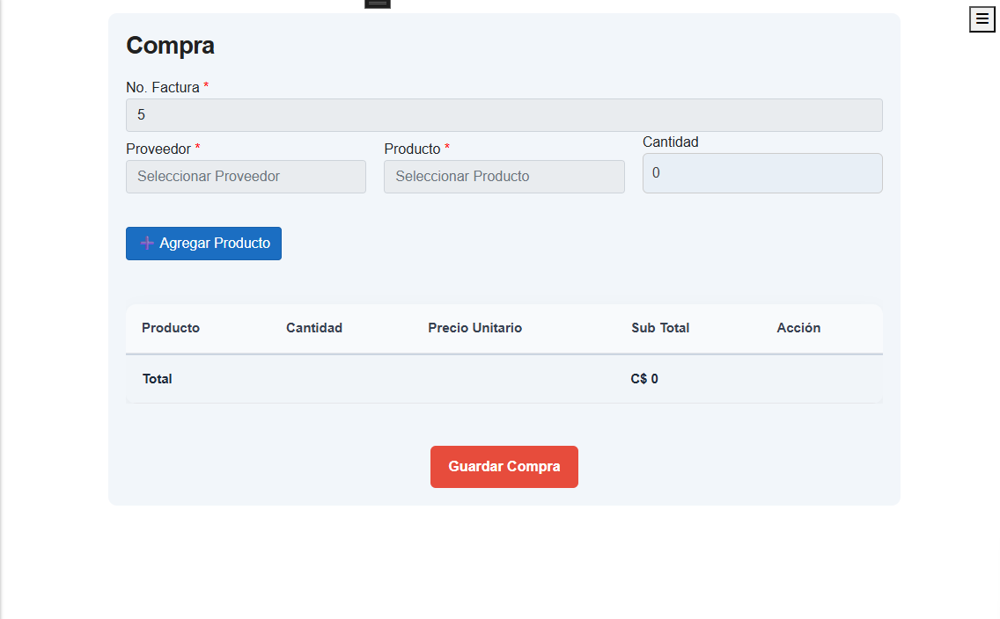 Compra
No. Factura *
5
Proveedor * Producto * Cantidad
Seleccionar Proveedor Seleccionar Producto 0
Agregar Producto
Producto Cantidad Precio Unitario Sub Total Acción
Total C$ 0
Guardar Compra